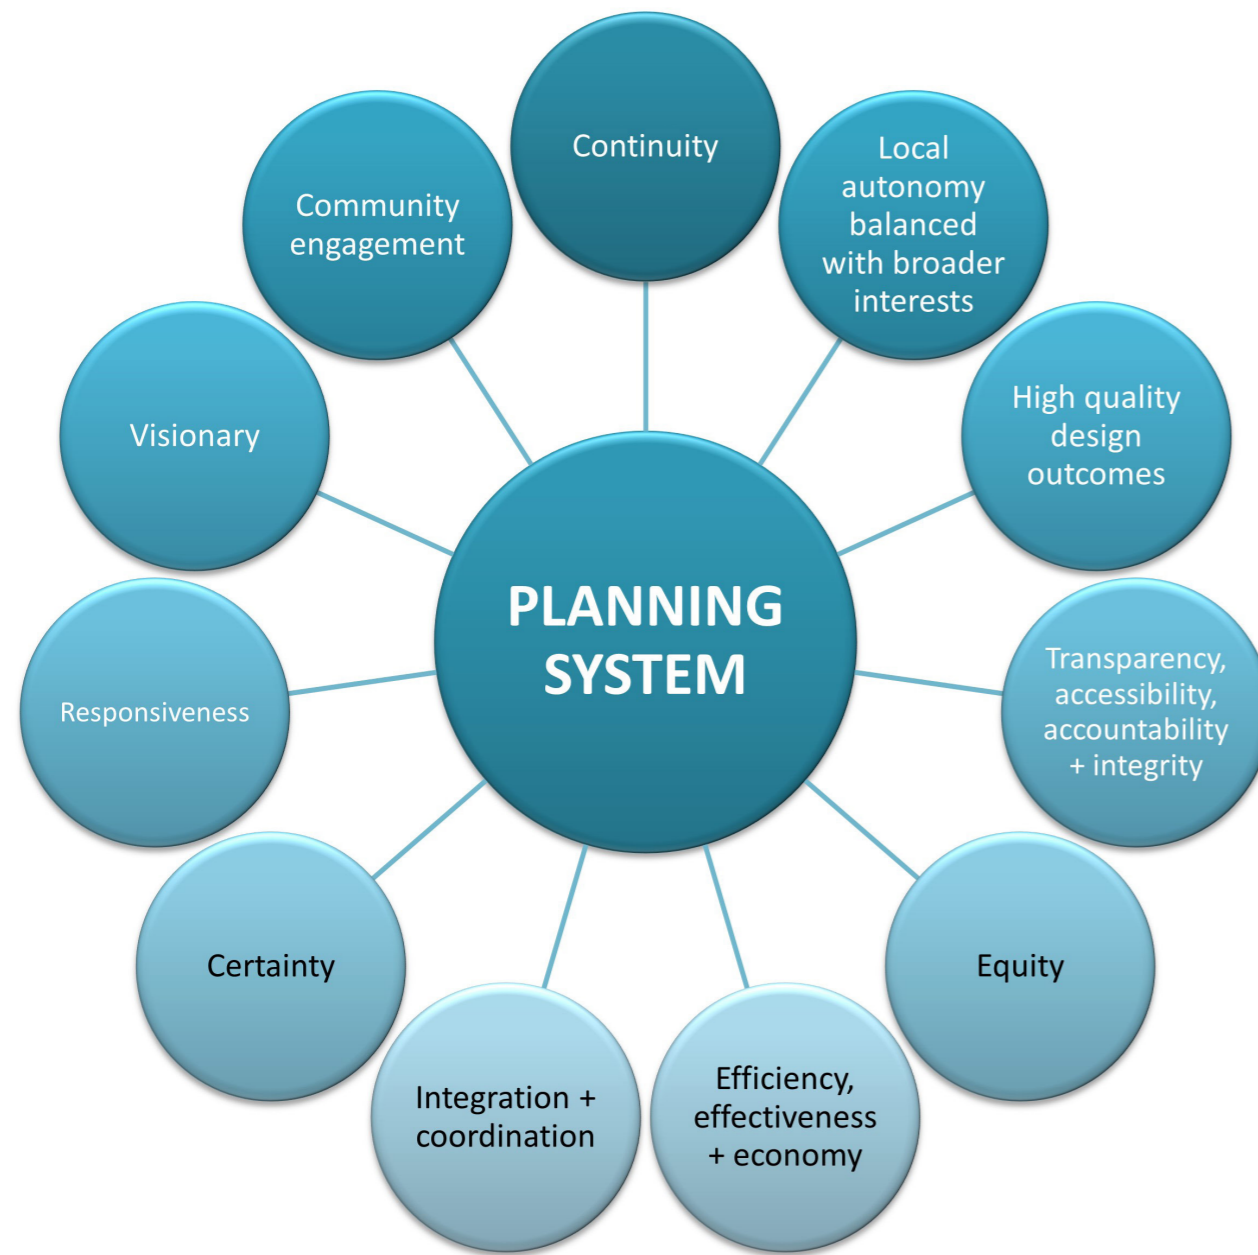 Continuity
Local
autonomy
balanced
with broader
interests
High quality
design
outcomes
Transparency,
accessibility,
accountability
+ integrity
Equity
Efficiency,
effectiveness
+ economy
Integration +
coordination
Certainty
Responsiveness
Visionary
Community
engagement
PLANNING
SYSTEM